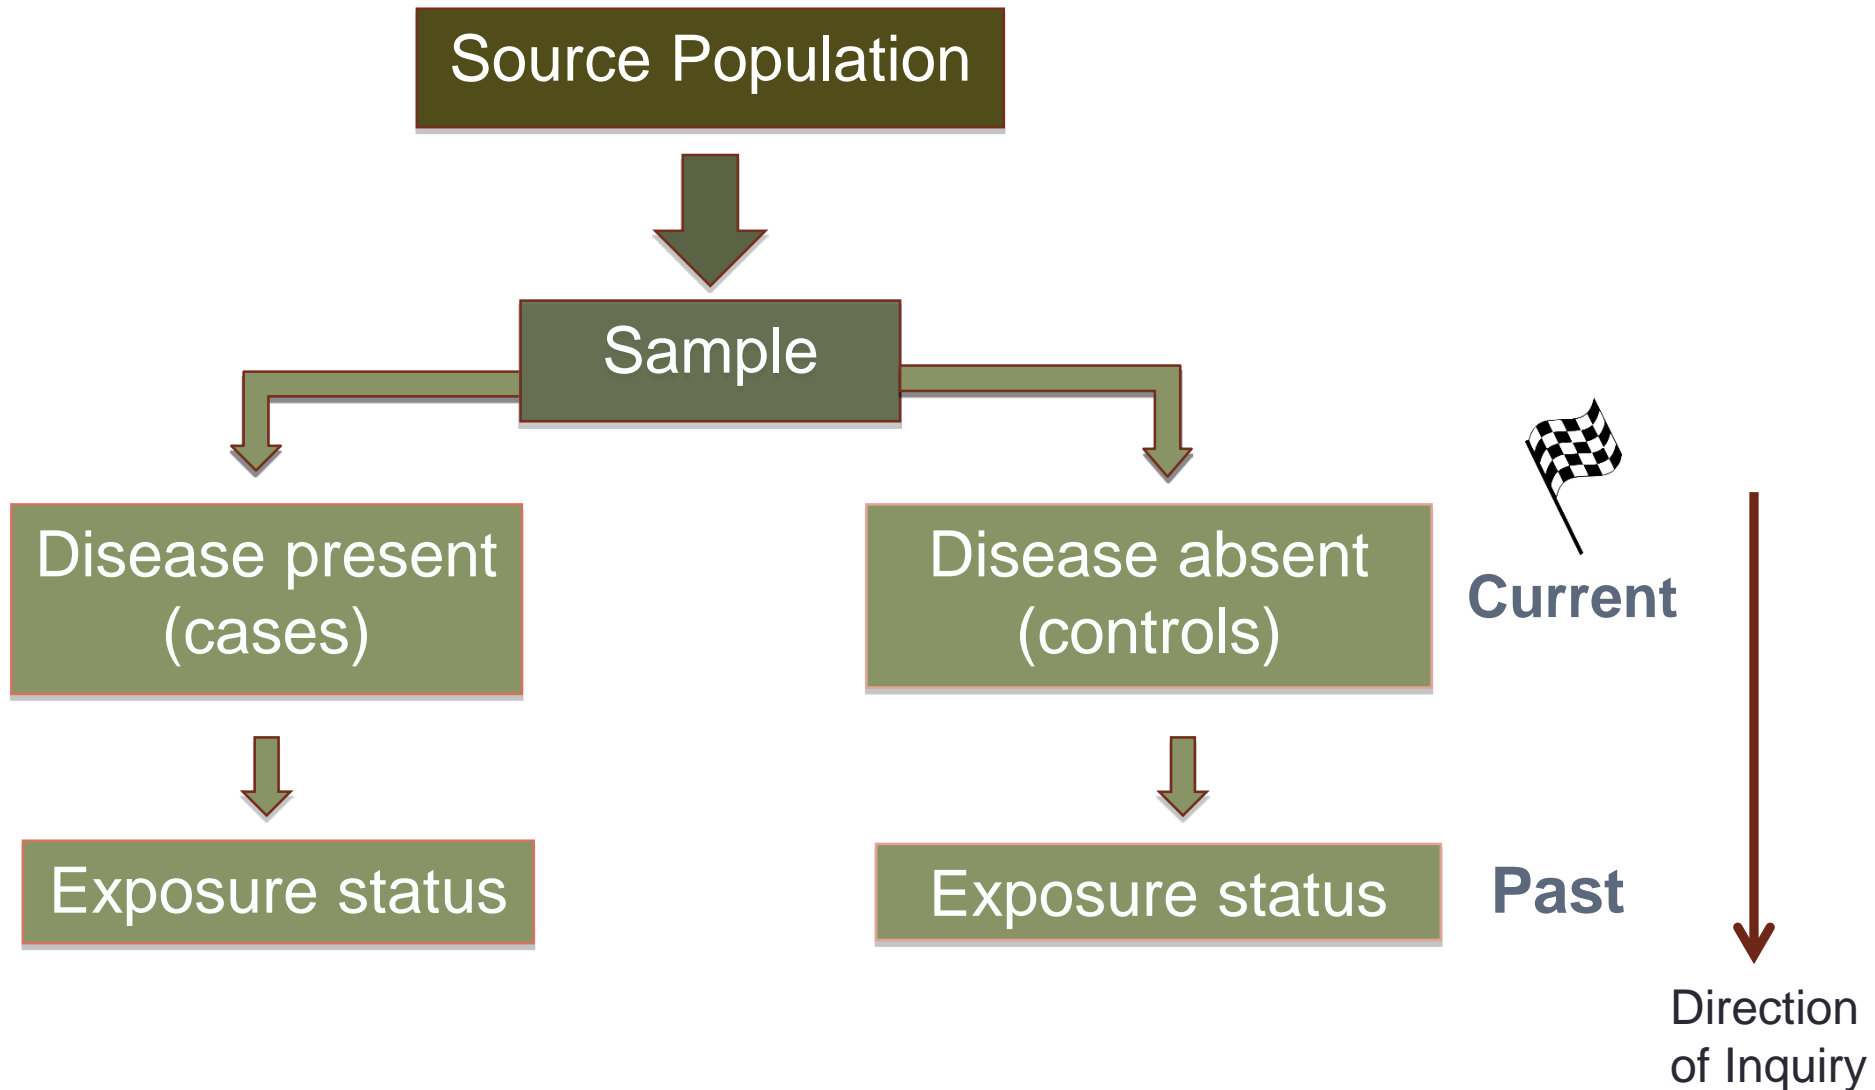 Source Population
Sample
Disease present
(cases)
Disease absent
(controls)
Current
Exposure status
Exposure status
Past
Direction
of Inquiry